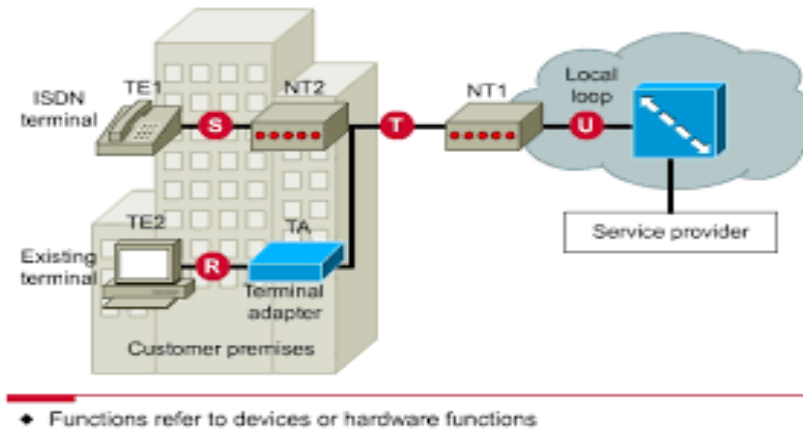 TE1
NT2
NT1
Local
loop
ISDN
terminal
S
T
U
TE2
TA
Service provider
Existing
terminal
R
Terminal
adapter
Customer premises
◆ Functions refer to devices or hardware functions